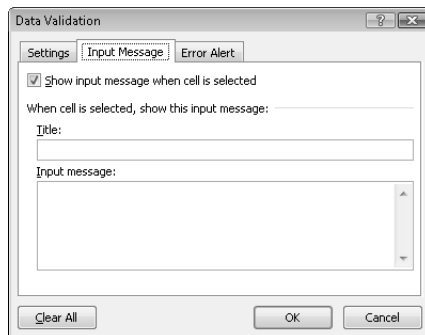 Data Validation
Settings Input Message Error Alert
Show input message when cell is selected
When cell is selected, show this input message:
Title:
Input message:
Clear All OK Cancel